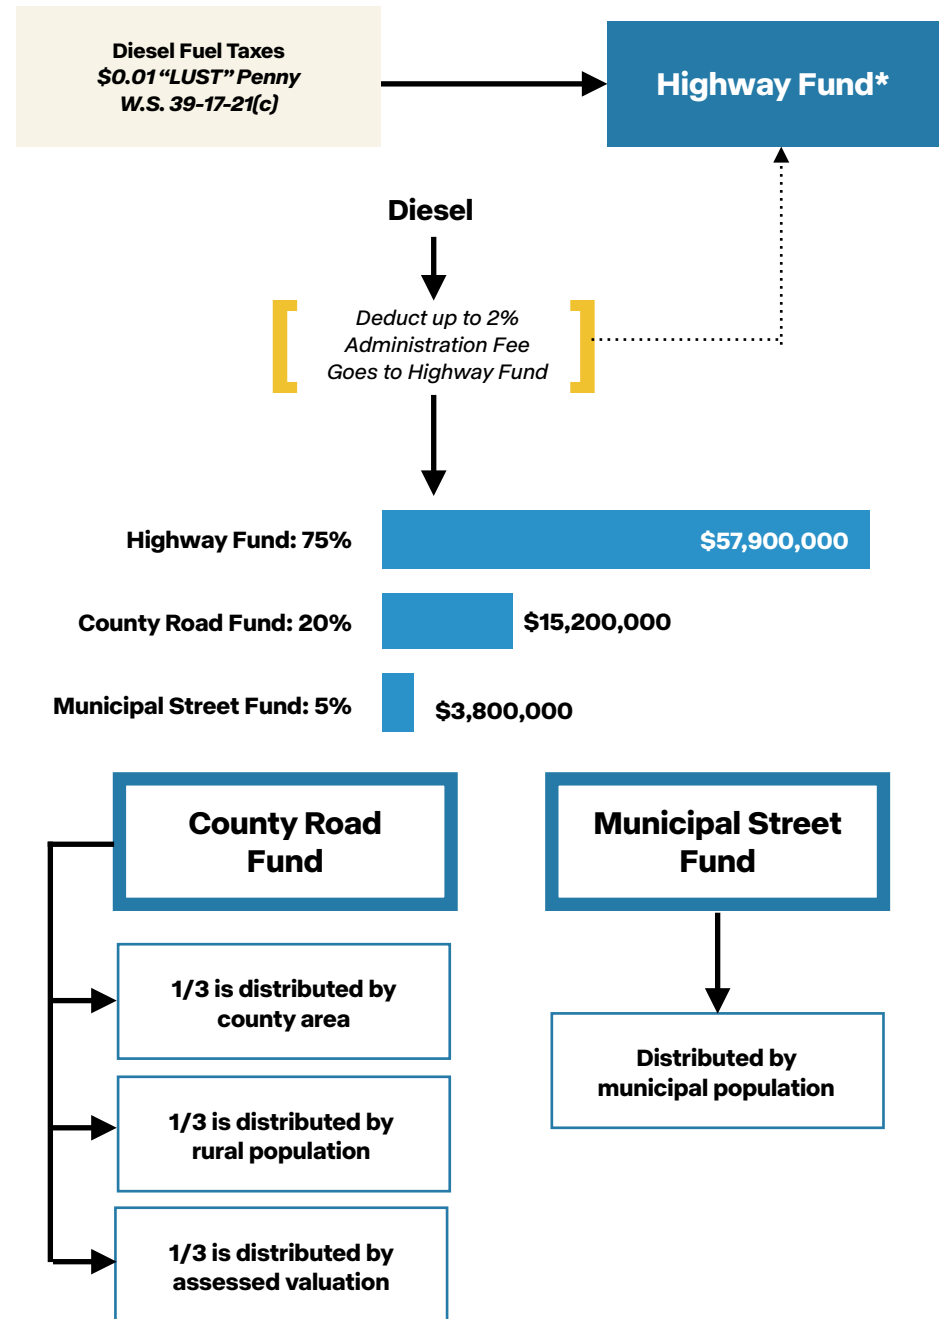 Diesel Fuel Taxes
$0.01 “LUST” Penny
W.S. 39-17-21(c)
Highway Fund*
Diesel
Deduct up to 2%
Administration Fee
Goes to Highway Fund
Highway Fund: 75%
$57,900,000
County Road Fund: 20%
$15,200,000
Municipal Street Fund: 5%
$3,800,000
County Road
Fund
1/3 is distributed by
county area
1/3 is distributed by
rural population
1/3 is distributed by
assessed valuation
Municipal Street
Fund
Distributed by
municipal population